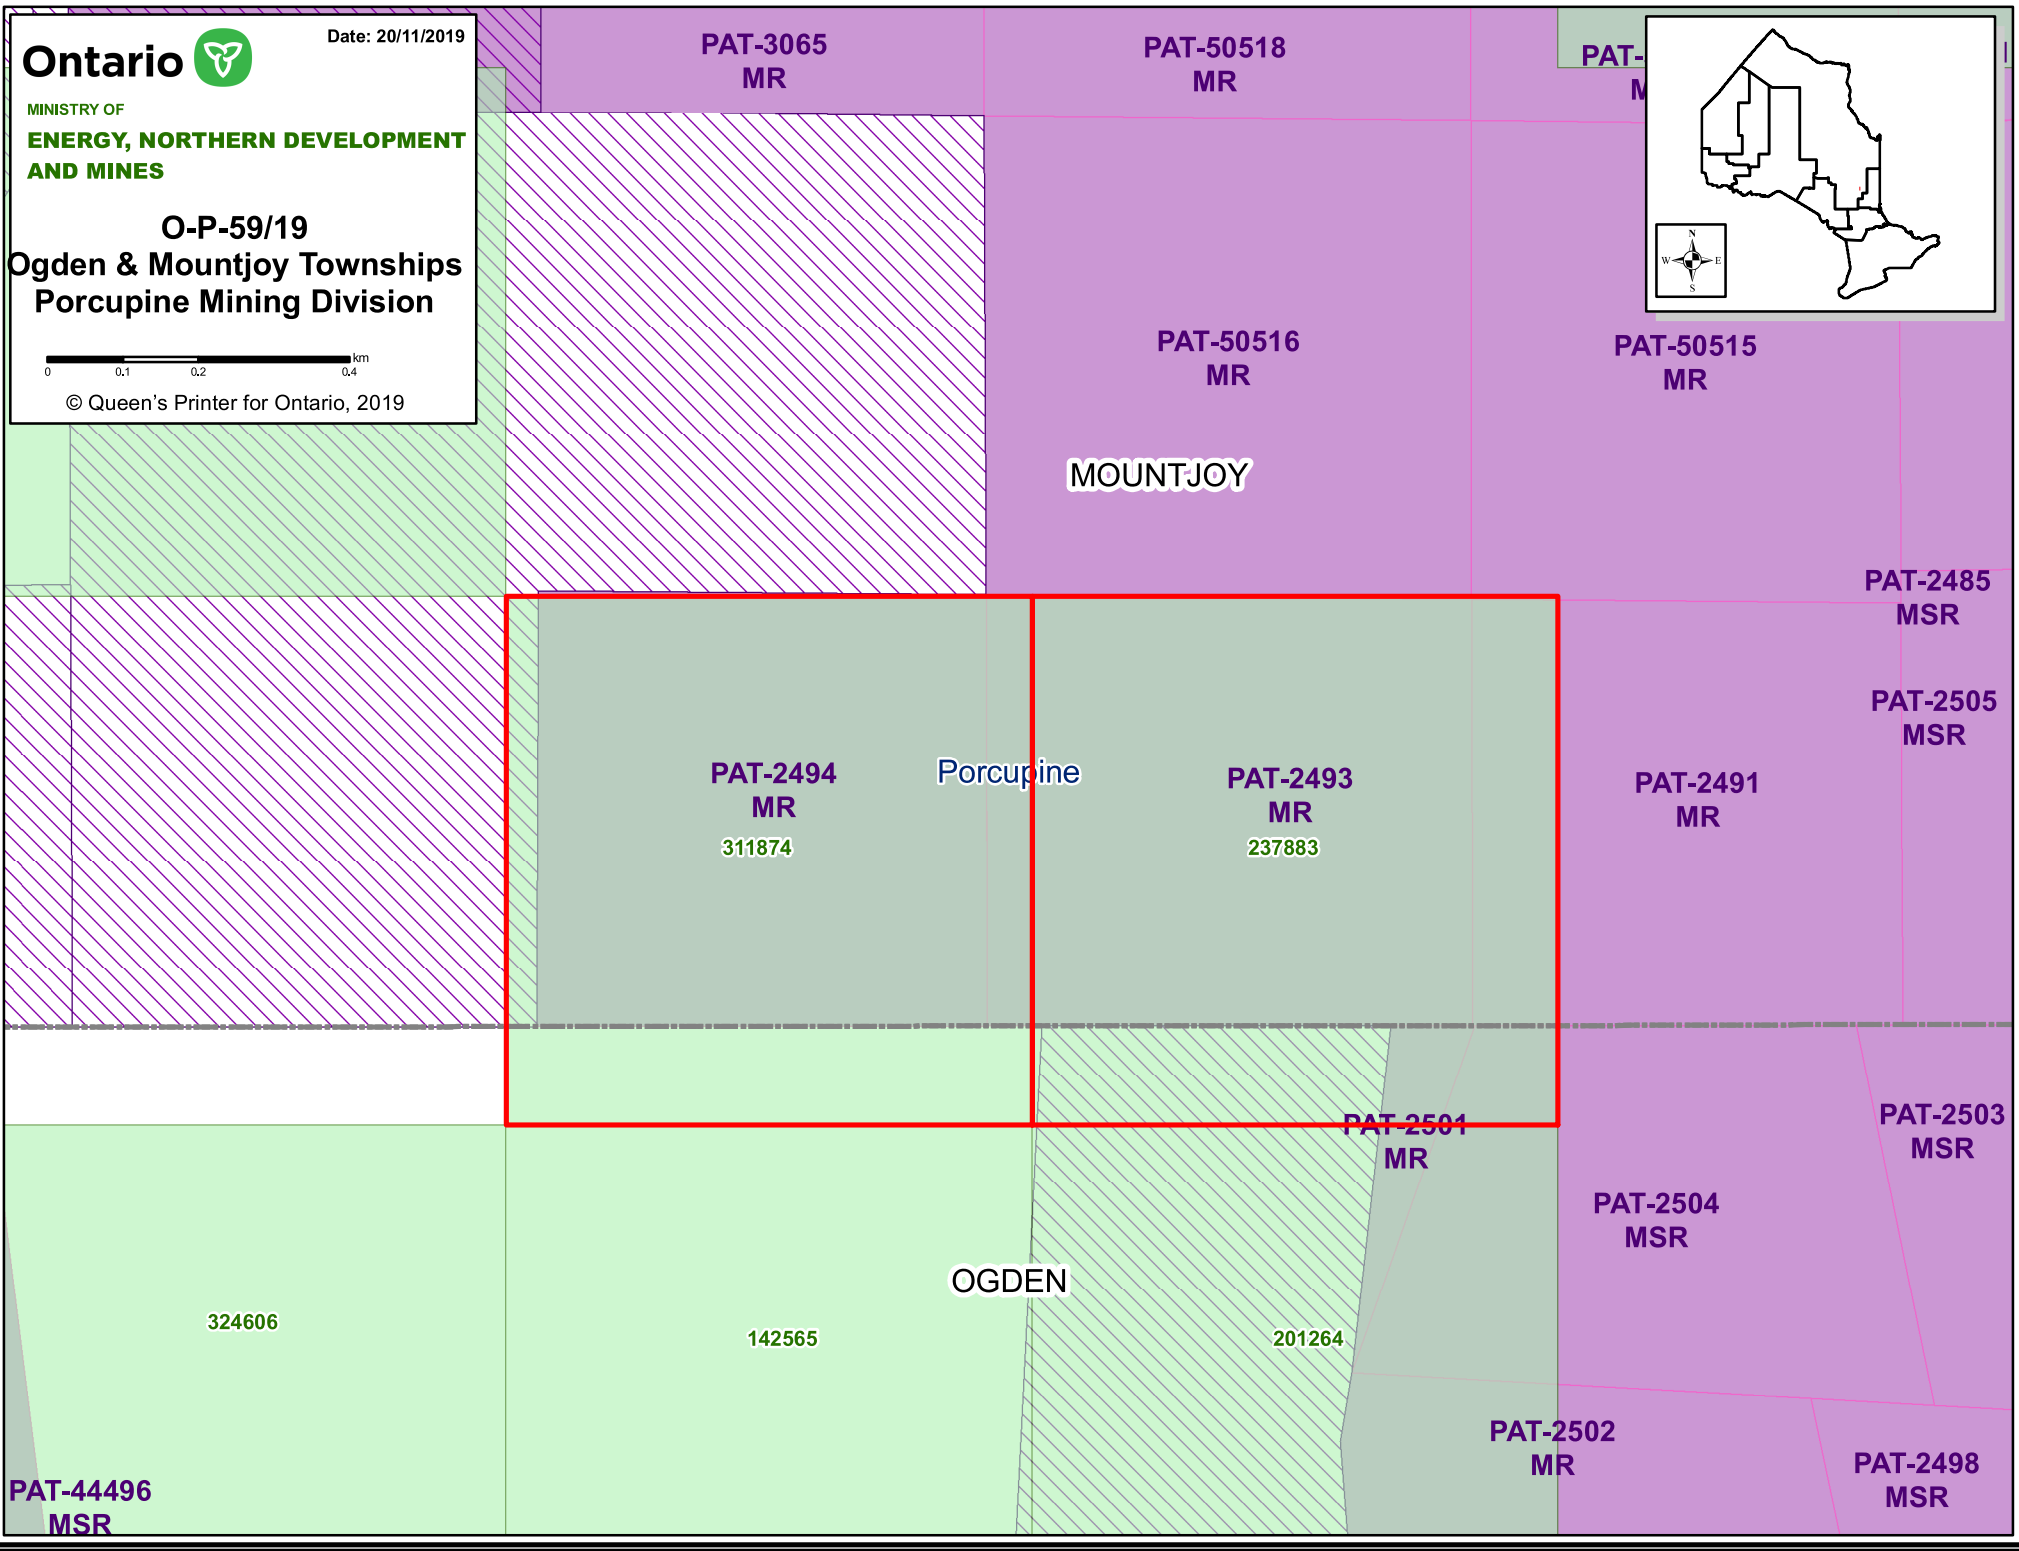 Ontario
Date: 20/11/2019
MINISTRY OF
ENERGY, NORTHERN DEVELOPMENT
AND MINES
O-P-59/19
Ogden & Mountjoy Townships
Porcupine Mining Division
km
0 0.1 0.2 0.4
© Queen's Printer for Ontario, 2019
PAT-3065
MR
PAT-50518
MR
PAT-
N
W E
S
PAT-50516
MR
PAT-50515
MR
MOUNTJOY
PAT-2485
MSR
PAT-2505
MSR
PAT-2494
MR
311874
Porcupine
PAT-2493
MR
237883
PAT-2491
MR
PAT-2501
MR
PAT-2503
MSR
PAT-2504
MSR
OGDEN
324606
142565
201264
PAT-2502
MR
PAT-2498
MSR
PAT-44496
MSR